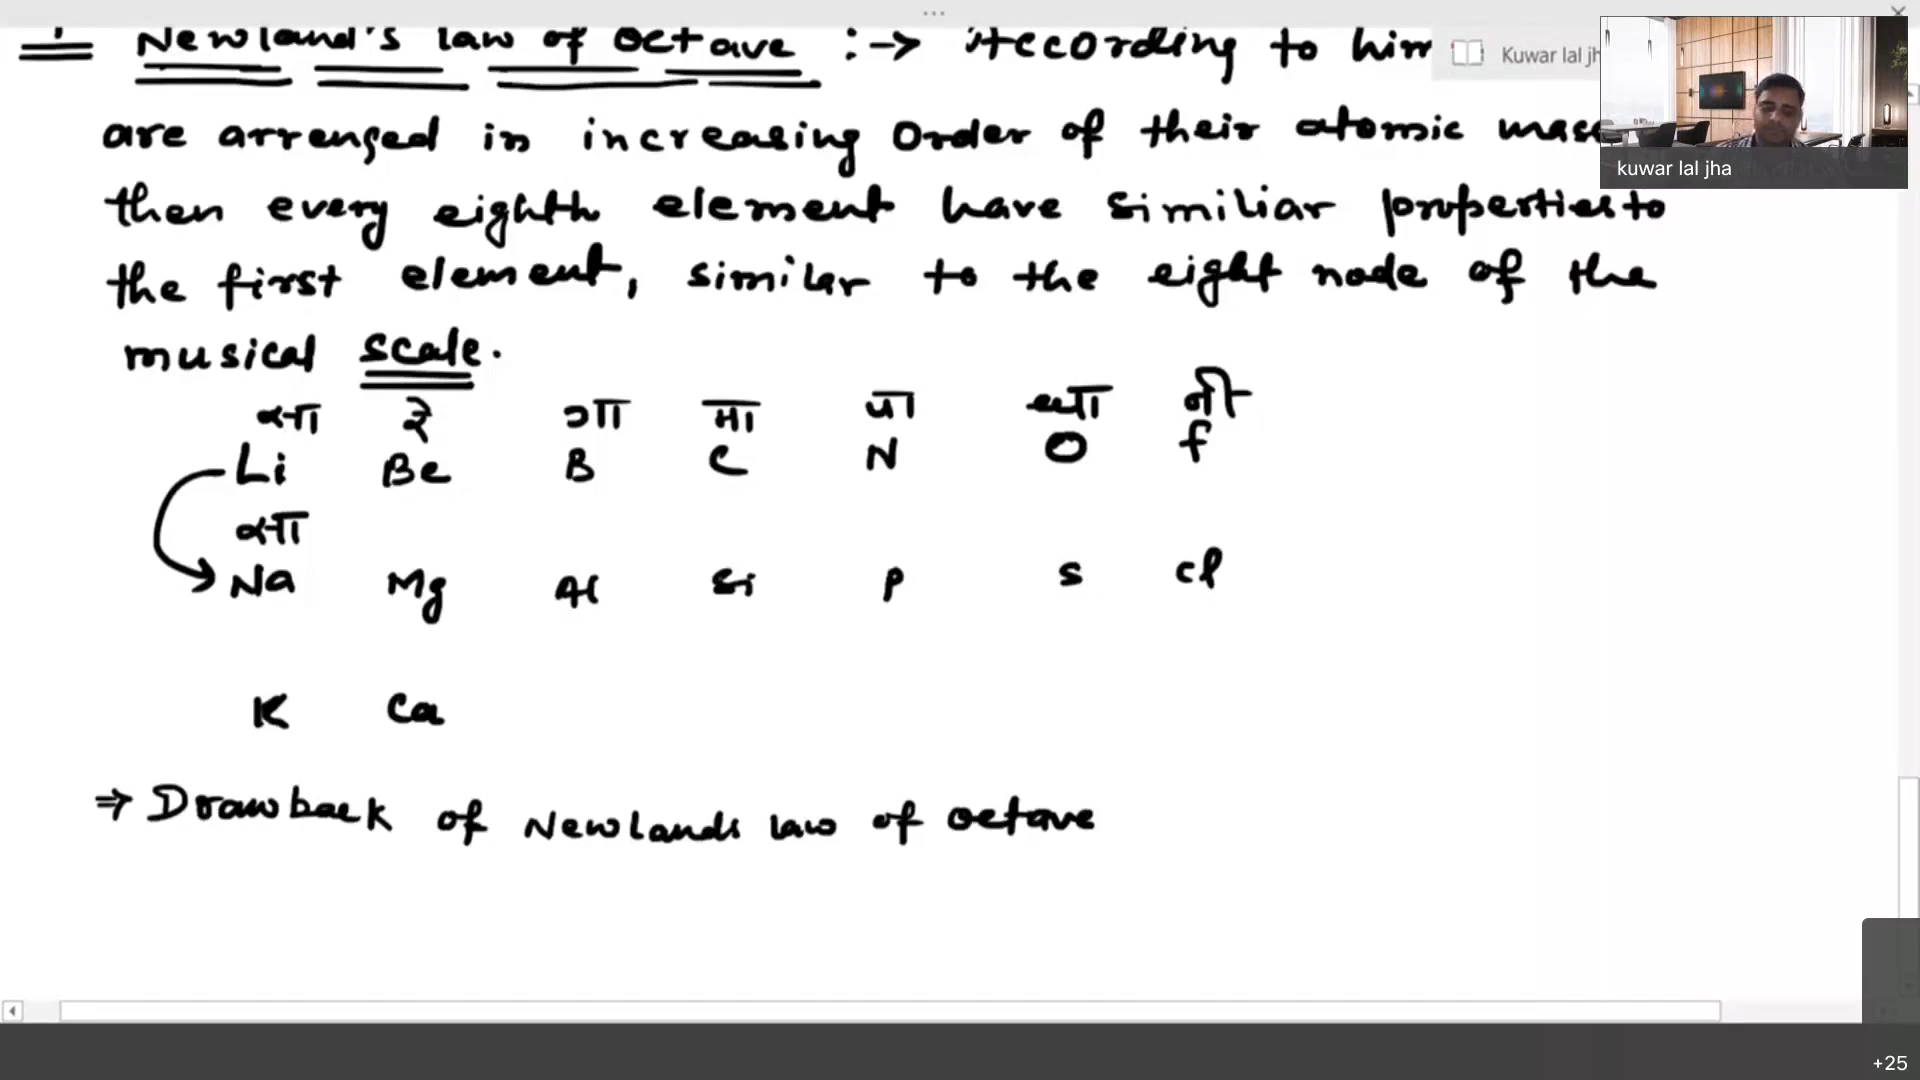 Newland's law of octave :→ According to him
Kuwar lal jh
are arrenged in increasing Order of their atomic mass
kuwar lal jha
then every eighth element have similiar properties to
the first element, similar to the eight node of the
musical scale.
सा रे गा मा पा धा नी
Li Be B C N O F
सा
Na Mg Al Si P S Cl
K Ca
⇒ Drawback of Newlands law of octave
+25